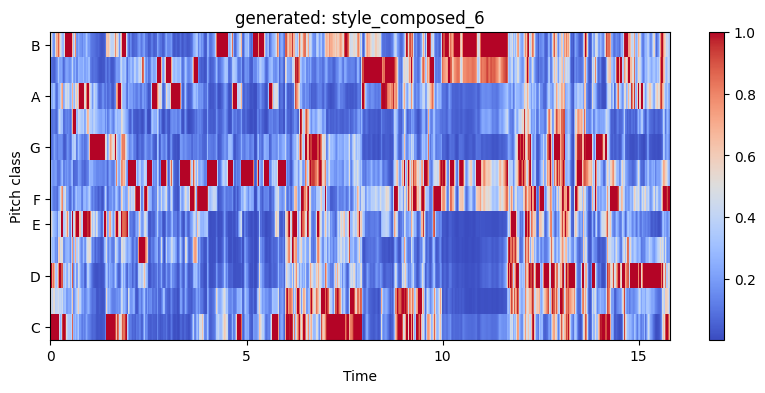 generated: style_composed_6
B
A
G
F
E
D
C
Pitch class
0
5
10
15
Time
1.0
0.8
0.6
0.4
0.2